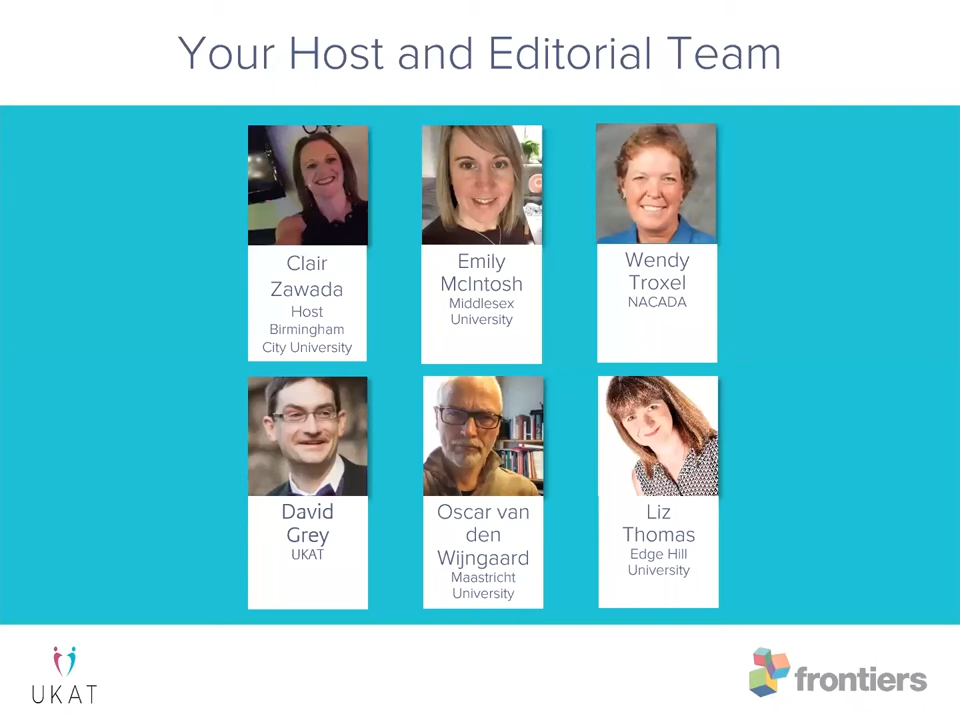 Your Host and Editorial Team
Clair
Zawada
Host
Birmingham
City University
Emily
McIntosh
Middlesex
University
Wendy
Troxel
NACADA
David
Grey
UKAT
Oscar van
den
Wijngaard
Maastricht
University
Liz
Thomas
Edge Hill
University
UKAT
frontiers